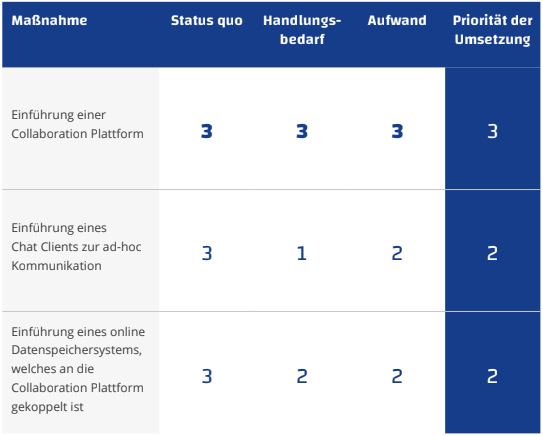 Maßnahme Status quo Handlungs- Aufwand Priorität der
bedarf Umsetzung
Einführung einer
Collaboration Plattform 3 3 3 3
Einführung eines
Chat Clients zur ad-hoc 3 1 2 2
Kommunikation
Einführung eines online
Datenspeichersystems,
welches an die 3 2 2 2
Collaboration Plattform
gekoppelt ist